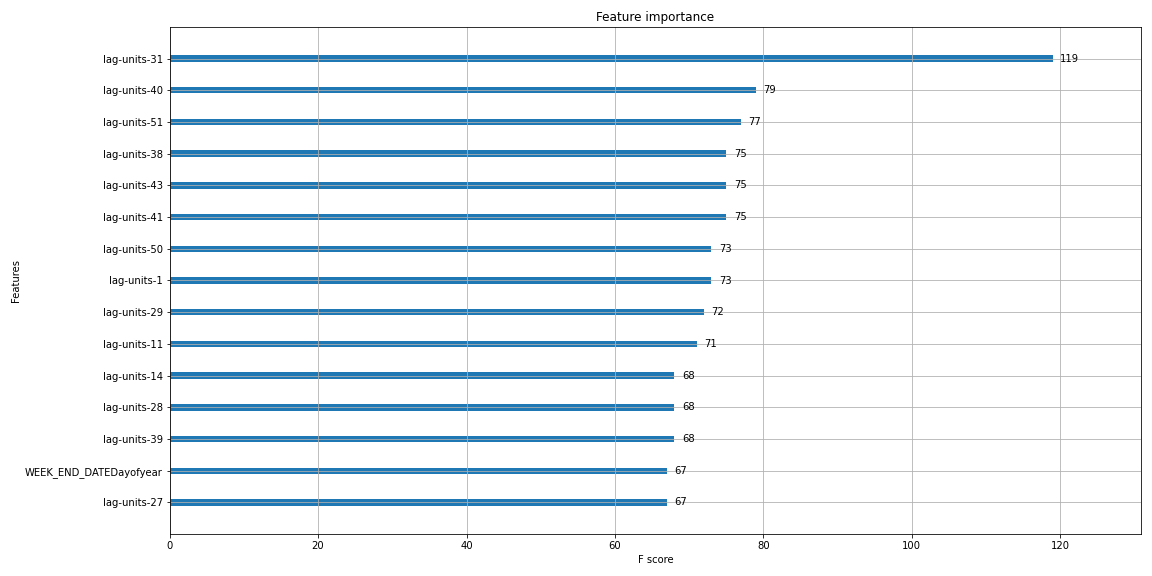 Feature importance
lag-units-31 119
lag-units-40 79
lag-units-51 77
lag-units-38 75
lag-units-43 75
lag-units-41 75
lag-units-50 73
lag-units-1 73
lag-units-29 72
lag-units-11 71
lag-units-14 68
lag-units-28 68
lag-units-39 68
WEEK_END_DATEDayofyear 67
lag-units-27 67
Features
0 20 40 60 80 100 120
F score